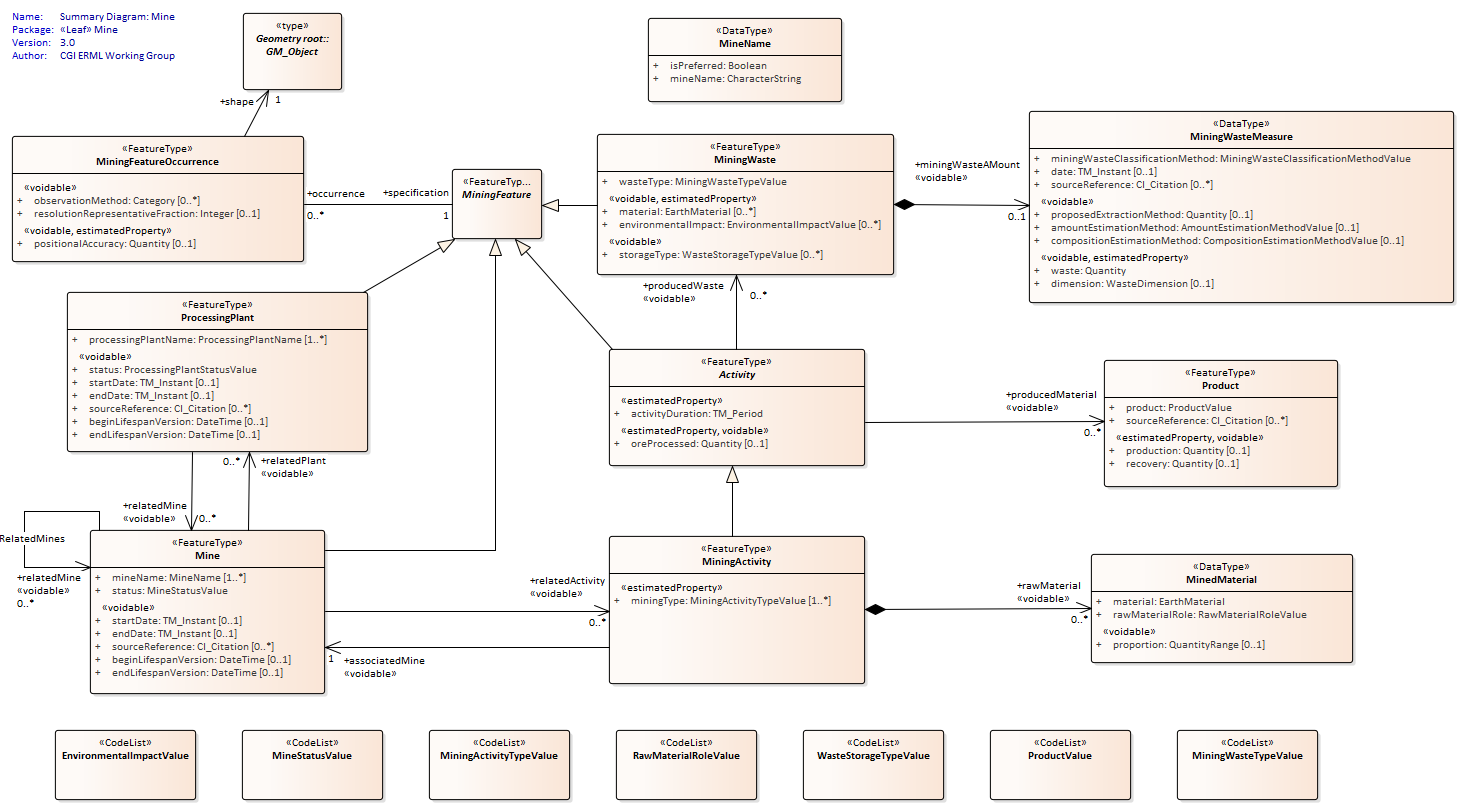 Name: Summary Diagram: Mine
Package: «Leaf» Mine
Version: 3.0
Author: CGI ERML Working Group
«type»
Geometry root::
GM_Object
+shape
1
«DataType»
MineName
+ isPreferred: Boolean
+ mineName: CharacterString
«FeatureType»
MiningFeatureOccurrence
«voidable»
+ observationMethod: Category [0..*]
+ resolutionRepresentativeFraction: Integer [0..1]
«voidable, estimatedProperty»
+ positionalAccuracy: Quantity [0..1]
+occurrence
0..*
+specification
1
«FeatureTyp...
MiningFeature
«FeatureType»
MiningWaste
+ wasteType: MiningWasteTypeValue
«voidable, estimatedProperty»
+ material: EarthMaterial [0..*]
+ environmentalImpact: EnvironmentalImpactValue [0..*]
«voidable»
+ storageType: WasteStorageTypeValue [0..*]
+miningWasteAMount
«voidable»
0..1
«DataType»
MiningWasteMeasure
+ miningWasteClassificationMethod: MiningWasteClassificationMethodValue
+ date: TM_Instant [0..1]
+ sourceReference: CI_Citation [0..*]
«voidable»
+ proposedExtractionMethod: Quantity [0..1]
+ amountEstimationMethod: AmountEstimationMethodValue [0..1]
+ compositionEstimationMethod: CompositionEstimationMethodValue [0..1]
«voidable, estimatedProperty»
+ waste: Quantity
+ dimension: WasteDimension [0..1]
+producedWaste
«voidable»
0..*
«FeatureType»
ProcessingPlant
+ processingPlantName: ProcessingPlantName [1..*]
«voidable»
+ status: ProcessingPlantStatusValue
+ startDate: TM_Instant [0..1]
+ endDate: TM_Instant [0..1]
+ sourceReference: CI_Citation [0..*]
+ beginLifespanVersion: DateTime [0..1]
+ endLifespanVersion: DateTime [0..1]
«FeatureType»
Activity
«estimatedProperty»
+ activityDuration: TM_Period
«estimatedProperty, voidable»
+ oreProcessed: Quantity [0..1]
+producedMaterial
«voidable»
0..*
«FeatureType»
Product
+ product: ProductValue
+ sourceReference: CI_Citation [0..*]
«estimatedProperty, voidable»
+ production: Quantity [0..1]
+ recovery: Quantity [0..1]
0..*
+relatedPlant
«voidable»
+relatedMine
«voidable»
0..*
RelatedMines
+relatedMine
«voidable»
0..*
«FeatureType»
Mine
+ mineName: MineName [1..*]
+ status: MineStatusValue
«voidable»
+ startDate: TM_Instant [0..1]
+ endDate: TM_Instant [0..1]
+ sourceReference: CI_Citation [0..*]
+ beginLifespanVersion: DateTime [0..1]
+ endLifespanVersion: DateTime [0..1]
+relatedActivity
«voidable»
0..*
1
+associatedMine
«voidable»
«FeatureType»
MiningActivity
«estimatedProperty»
+ miningType: MiningActivityTypeValue [1..*]
+rawMaterial
«voidable»
0..*
«DataType»
MinedMaterial
+ material: EarthMaterial
+ rawMaterialRole: RawMaterialRoleValue
«voidable»
+ proportion: QuantityRange [0..1]
«CodeList»
EnvironmentalImpactValue
«CodeList»
MineStatusValue
«CodeList»
MiningActivityTypeValue
«CodeList»
RawMaterialRoleValue
«CodeList»
WasteStorageTypeValue
«CodeList»
ProductValue
«CodeList»
MiningWasteTypeValue